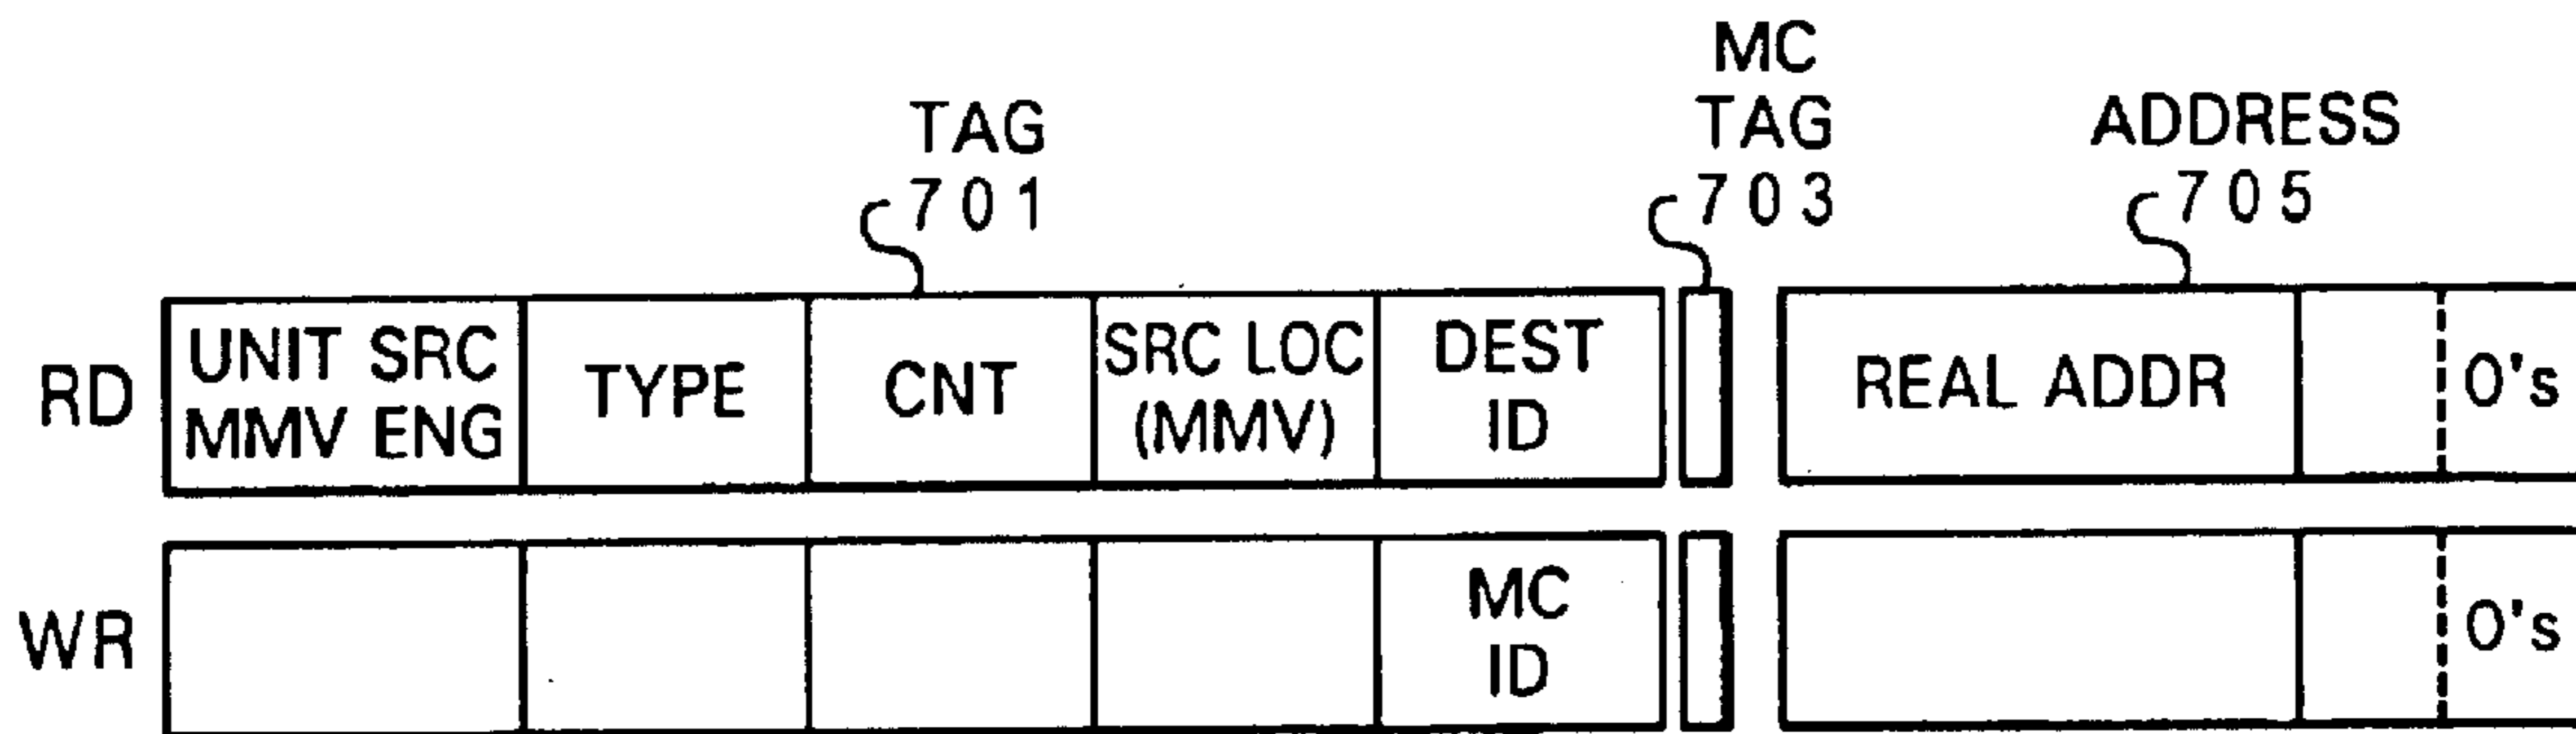 TAG
701
MC
TAG
703
ADDRESS
705
RD
UNIT SRC
MMV ENG
TYPE
CNT
SRC LOC
(MMV)
DEST
ID
REAL ADDR
0's
WR
MC
ID
0's